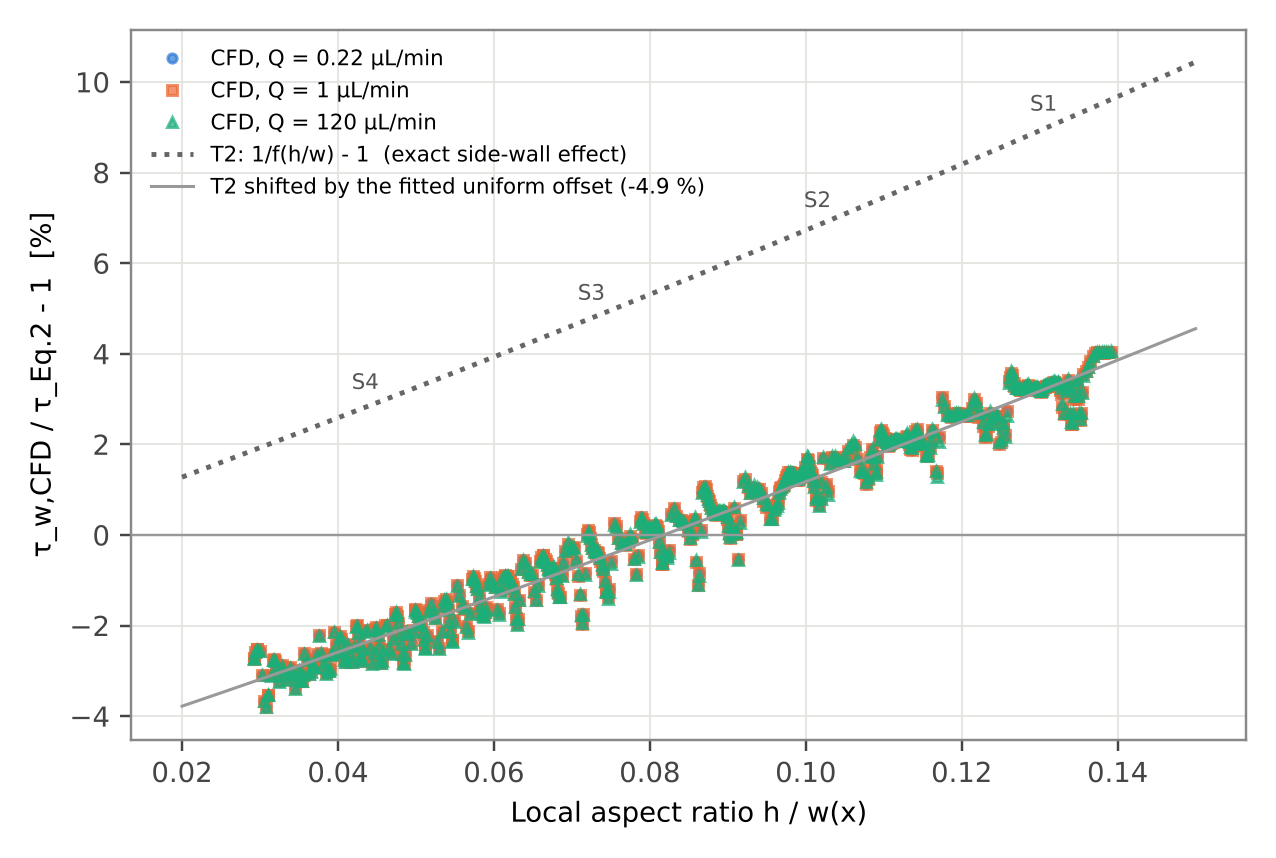 CFD, Q = 0.22 µL/min
CFD, Q = 1 µL/min
CFD, Q = 120 µL/min
T2: 1/f(h/w) - 1  (exact side-wall effect)
T2 shifted by the fitted uniform offset (-4.9 %)
S1
S2
S3
S4
τ_w,CFD / τ_Eq.2 - 1  [%]
10
8
6
4
2
0
−2
−4
0.02 0.04 0.06 0.08 0.10 0.12 0.14
Local aspect ratio h / w(x)